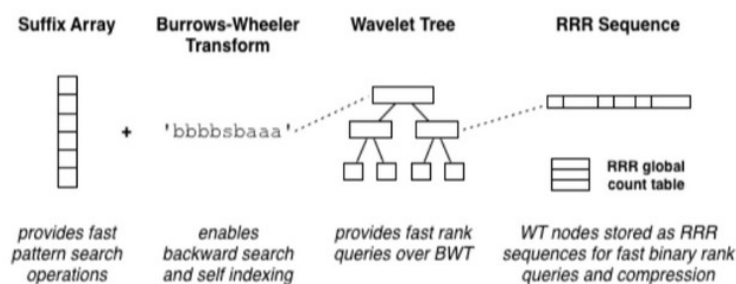 Suffix Array
Burrows-Wheeler
Transform
Wavelet Tree
RRR Sequence
+
'bbbbsbaaa'
RRR global
count table
provides fast
pattern search
operations
enables
backward search
and self indexing
provides fast rank
queries over BWT
WT nodes stored as RRR
sequences for fast binary rank
queries and compression